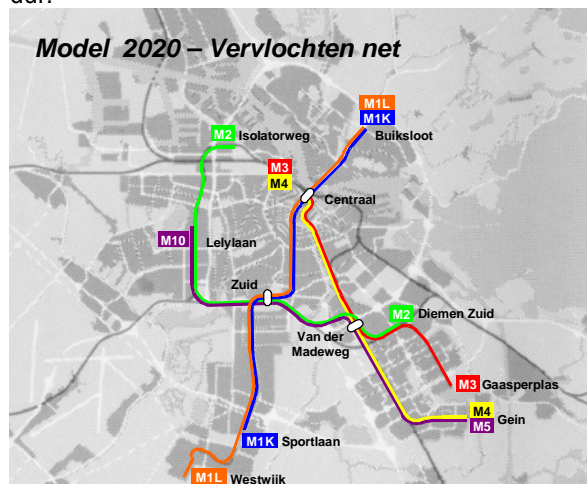 Model 2020 – Vervlochten net
M1L
M1K
Buiksloot
M2 Isolatorweg
M3
M4
Centraal
M10 Lelylaan
Zuid
M2 Diemen Zuid
Van der
Madeweg
M3 Gaasperplas
M4
M5
Gein
M1K Sportlaan
M1L Westwijk